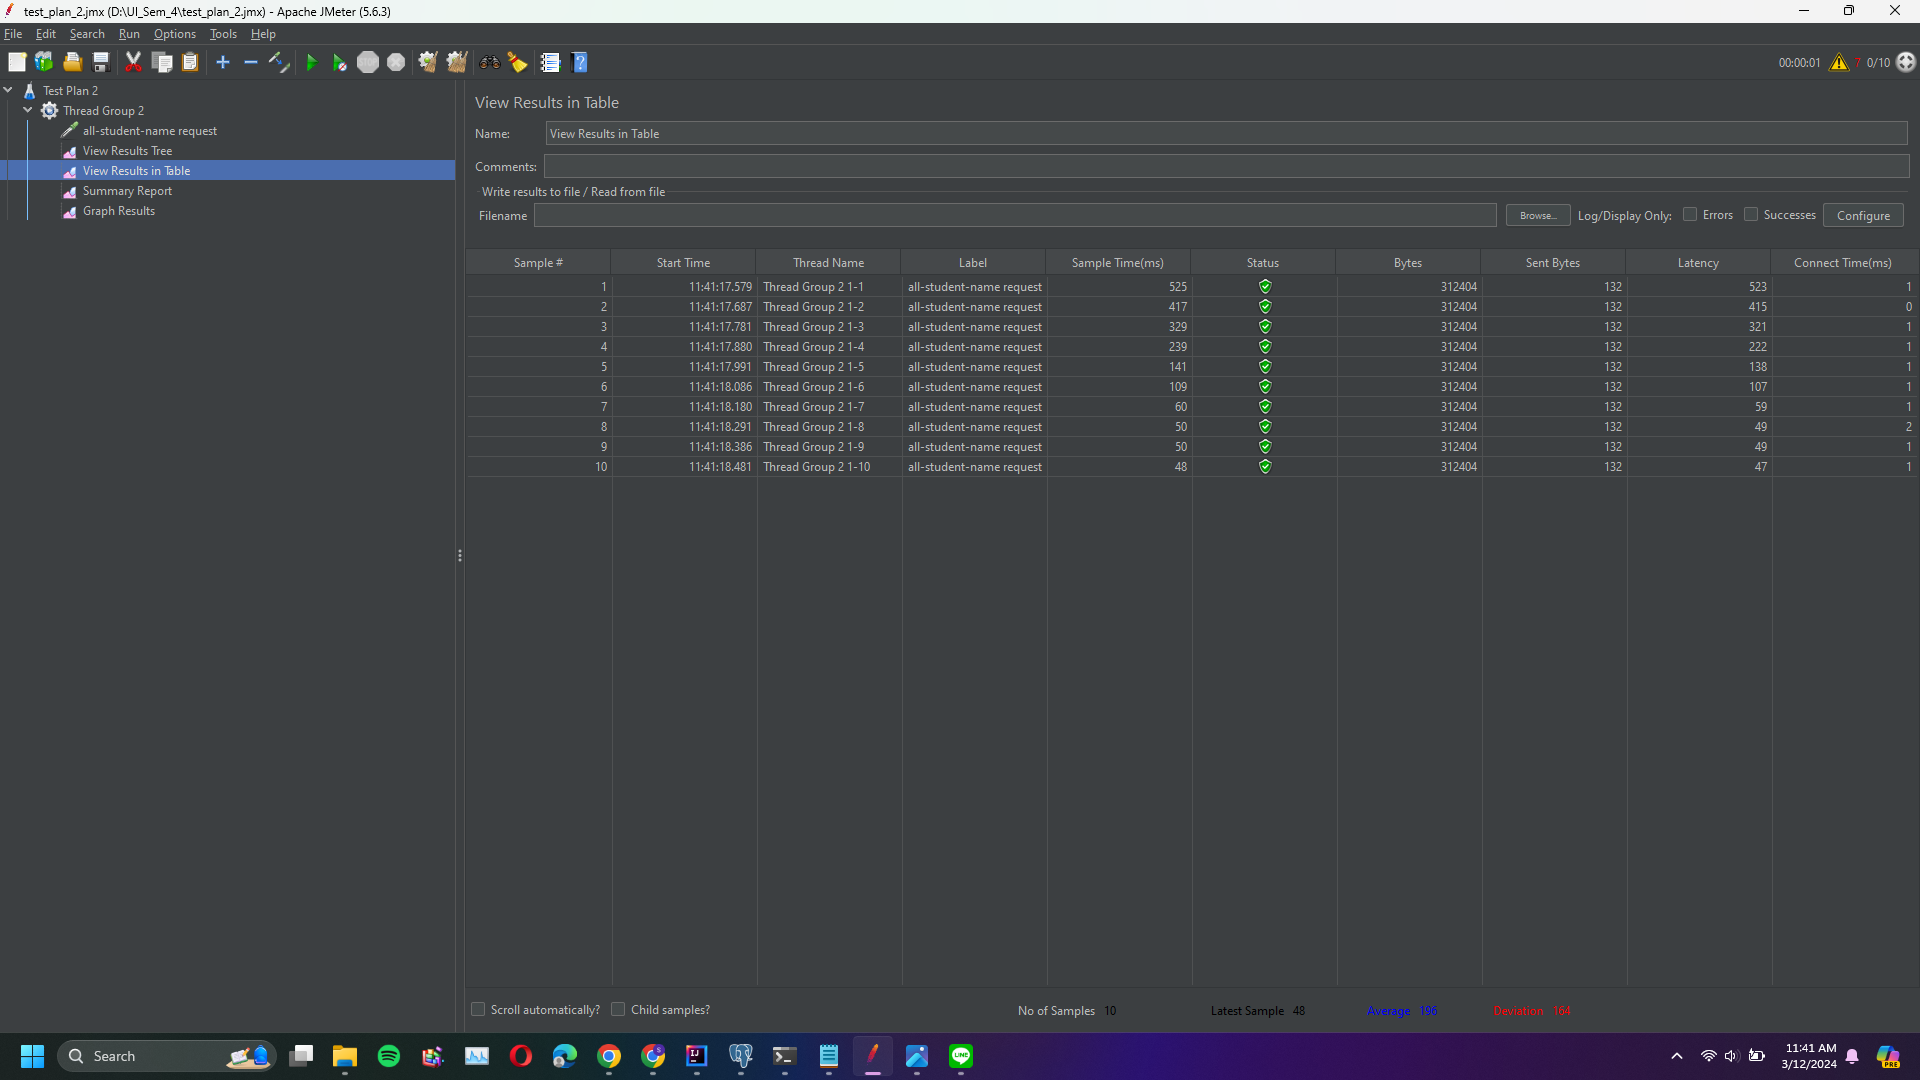 test_plan_2.jmx (D:\UI_Sem_4\test_plan_2.jmx) - Apache JMeter (5.6.3)
File Edit Search Run Options Tools Help
00:00:01 7 0/10
Test Plan 2
Thread Group 2
all-student-name request
View Results Tree
View Results in Table
Summary Report
Graph Results
View Results in Table
Name: View Results in Table
Comments:
Write results to file / Read from file
Filename Browse... Log/Display Only: Errors Successes Configure
Sample # Start Time Thread Name Label Sample Time(ms) Status Bytes Sent Bytes Latency Connect Time(ms)
1 11:41:17.579 Thread Group 2 1-1 all-student-name request 525 312404 132 523 1
2 11:41:17.687 Thread Group 2 1-2 all-student-name request 417 312404 132 415 0
3 11:41:17.781 Thread Group 2 1-3 all-student-name request 329 312404 132 321 1
4 11:41:17.880 Thread Group 2 1-4 all-student-name request 239 312404 132 222 1
5 11:41:17.991 Thread Group 2 1-5 all-student-name request 141 312404 132 138 1
6 11:41:18.086 Thread Group 2 1-6 all-student-name request 109 312404 132 107 1
7 11:41:18.180 Thread Group 2 1-7 all-student-name request 60 312404 132 59 1
8 11:41:18.291 Thread Group 2 1-8 all-student-name request 50 312404 132 49 2
9 11:41:18.386 Thread Group 2 1-9 all-student-name request 50 312404 132 49 1
10 11:41:18.481 Thread Group 2 1-10 all-student-name request 48 312404 132 47 1
Scroll automatically? Child samples? No of Samples 10 Latest Sample 48 Average 196 Deviation 164
Search
11:41 AM
3/12/2024